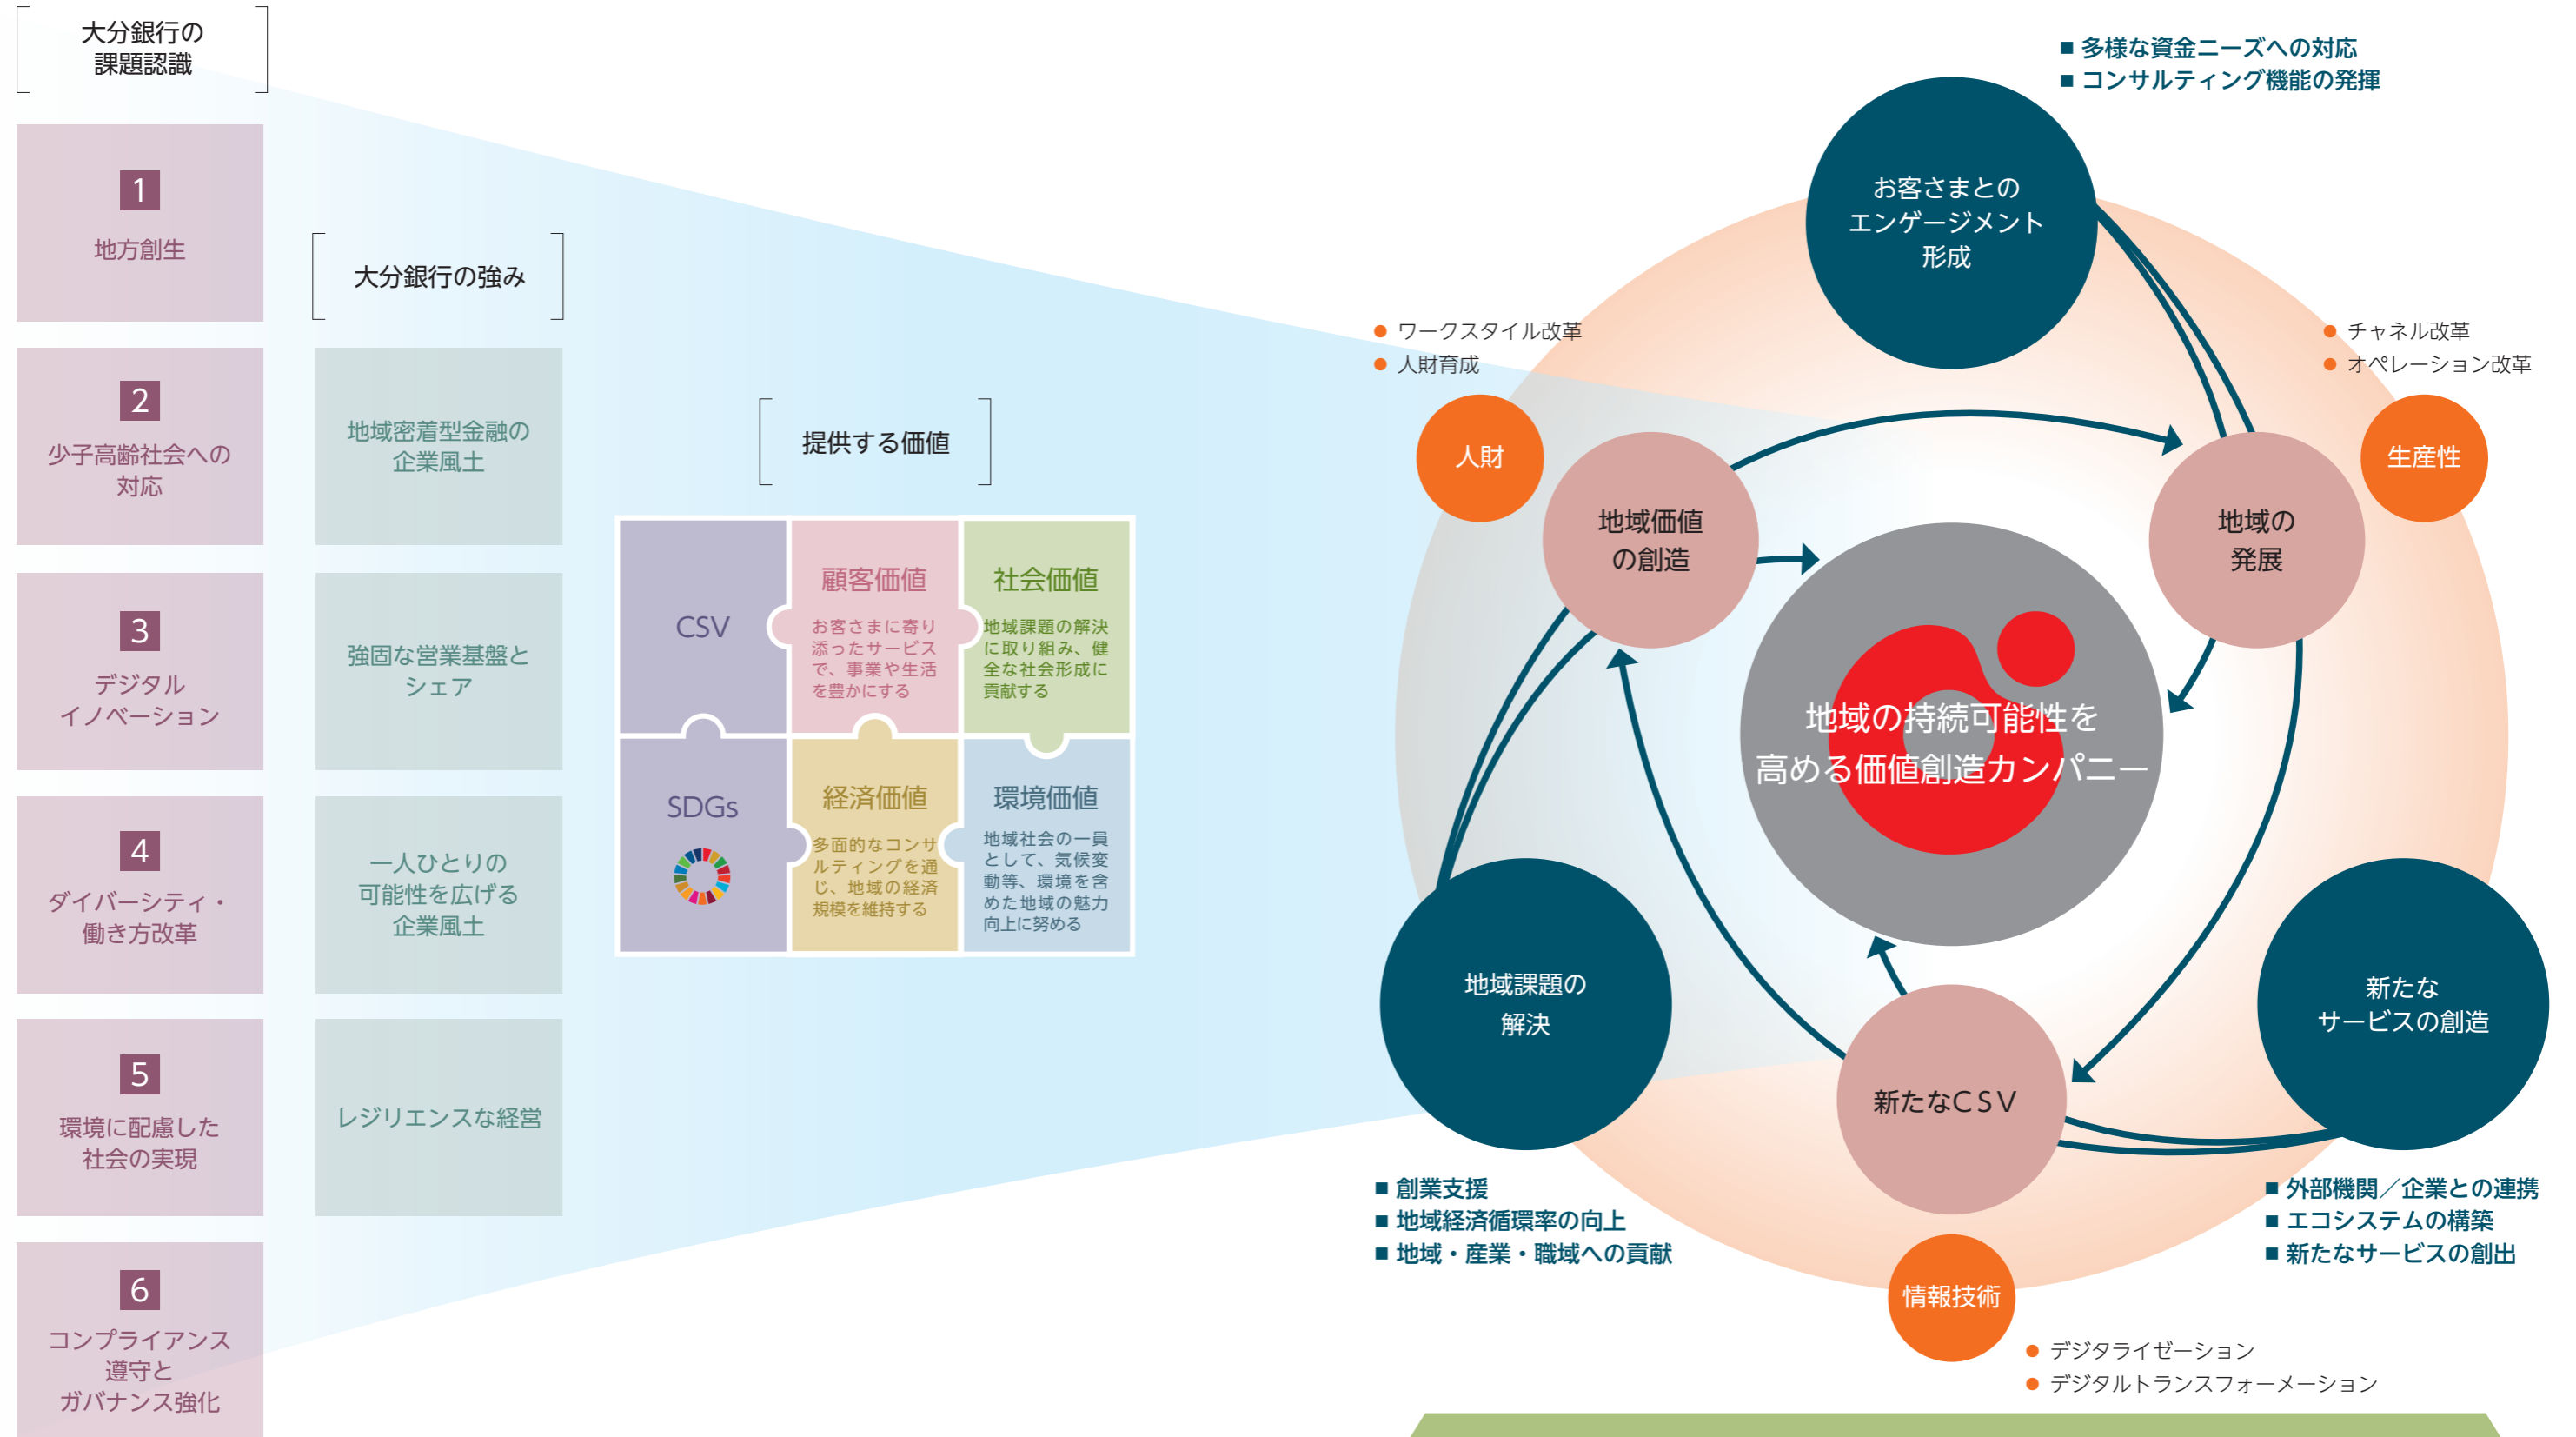 大分銀行の
課題認識
1
地方創生
2
少子高齢社会への
対応
3
デジタル
イノベーション
4
ダイバーシティ・
働き方改革
5
環境に配慮した
社会の実現
6
コンプライアンス
遵守と
ガバナンス強化
大分銀行の強み
地域密着型金融の
企業風土
強固な営業基盤と
シェア
一人ひとりの
可能性を広げる
企業風土
レジリエンスな経営
提供する価値
CSV
顧客価値
お客さまに寄り
添ったサービス
で、事業や生活
を豊かにする
社会価値
地域課題の解決
に取り組み、健
全な社会形成に
貢献する
SDGs
経済価値
多面的なコンサ
ルティングを通
じ、地域の経済
規模を維持する
環境価値
地域社会の一員
として、気候変
動等、環境を含
めた地域の魅力
向上に努める
■ 多様な資金ニーズへの対応
■ コンサルティング機能の発揮
お客さまとの
エンゲージメント
形成
● ワークスタイル改革
● 人財育成
人財
● チャネル改革
● オペレーション改革
生産性
地域価値
の創造
地域の
発展
地域の持続可能性を
高める価値創造カンパニー
地域課題の
解決
新たな
サービスの創造
新たなＣＳＶ
■ 創業支援
■ 地域経済循環率の向上
■ 地域・産業・職域への貢献
■ 外部機関／企業との連携
■ エコシステムの構築
■ 新たなサービスの創出
情報技術
● デジタライゼーション
● デジタルトランスフォーメーション